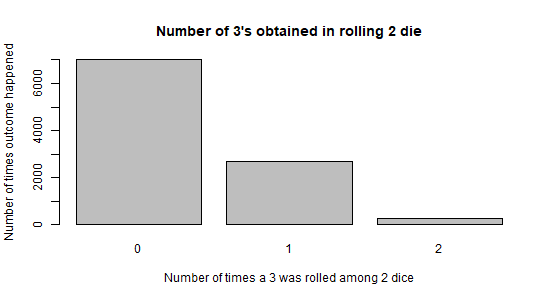 Number of 3's obtained in rolling 2 die
Number of times outcome happened
6000
4000
2000
0
0 1 2
Number of times a 3 was rolled among 2 dice